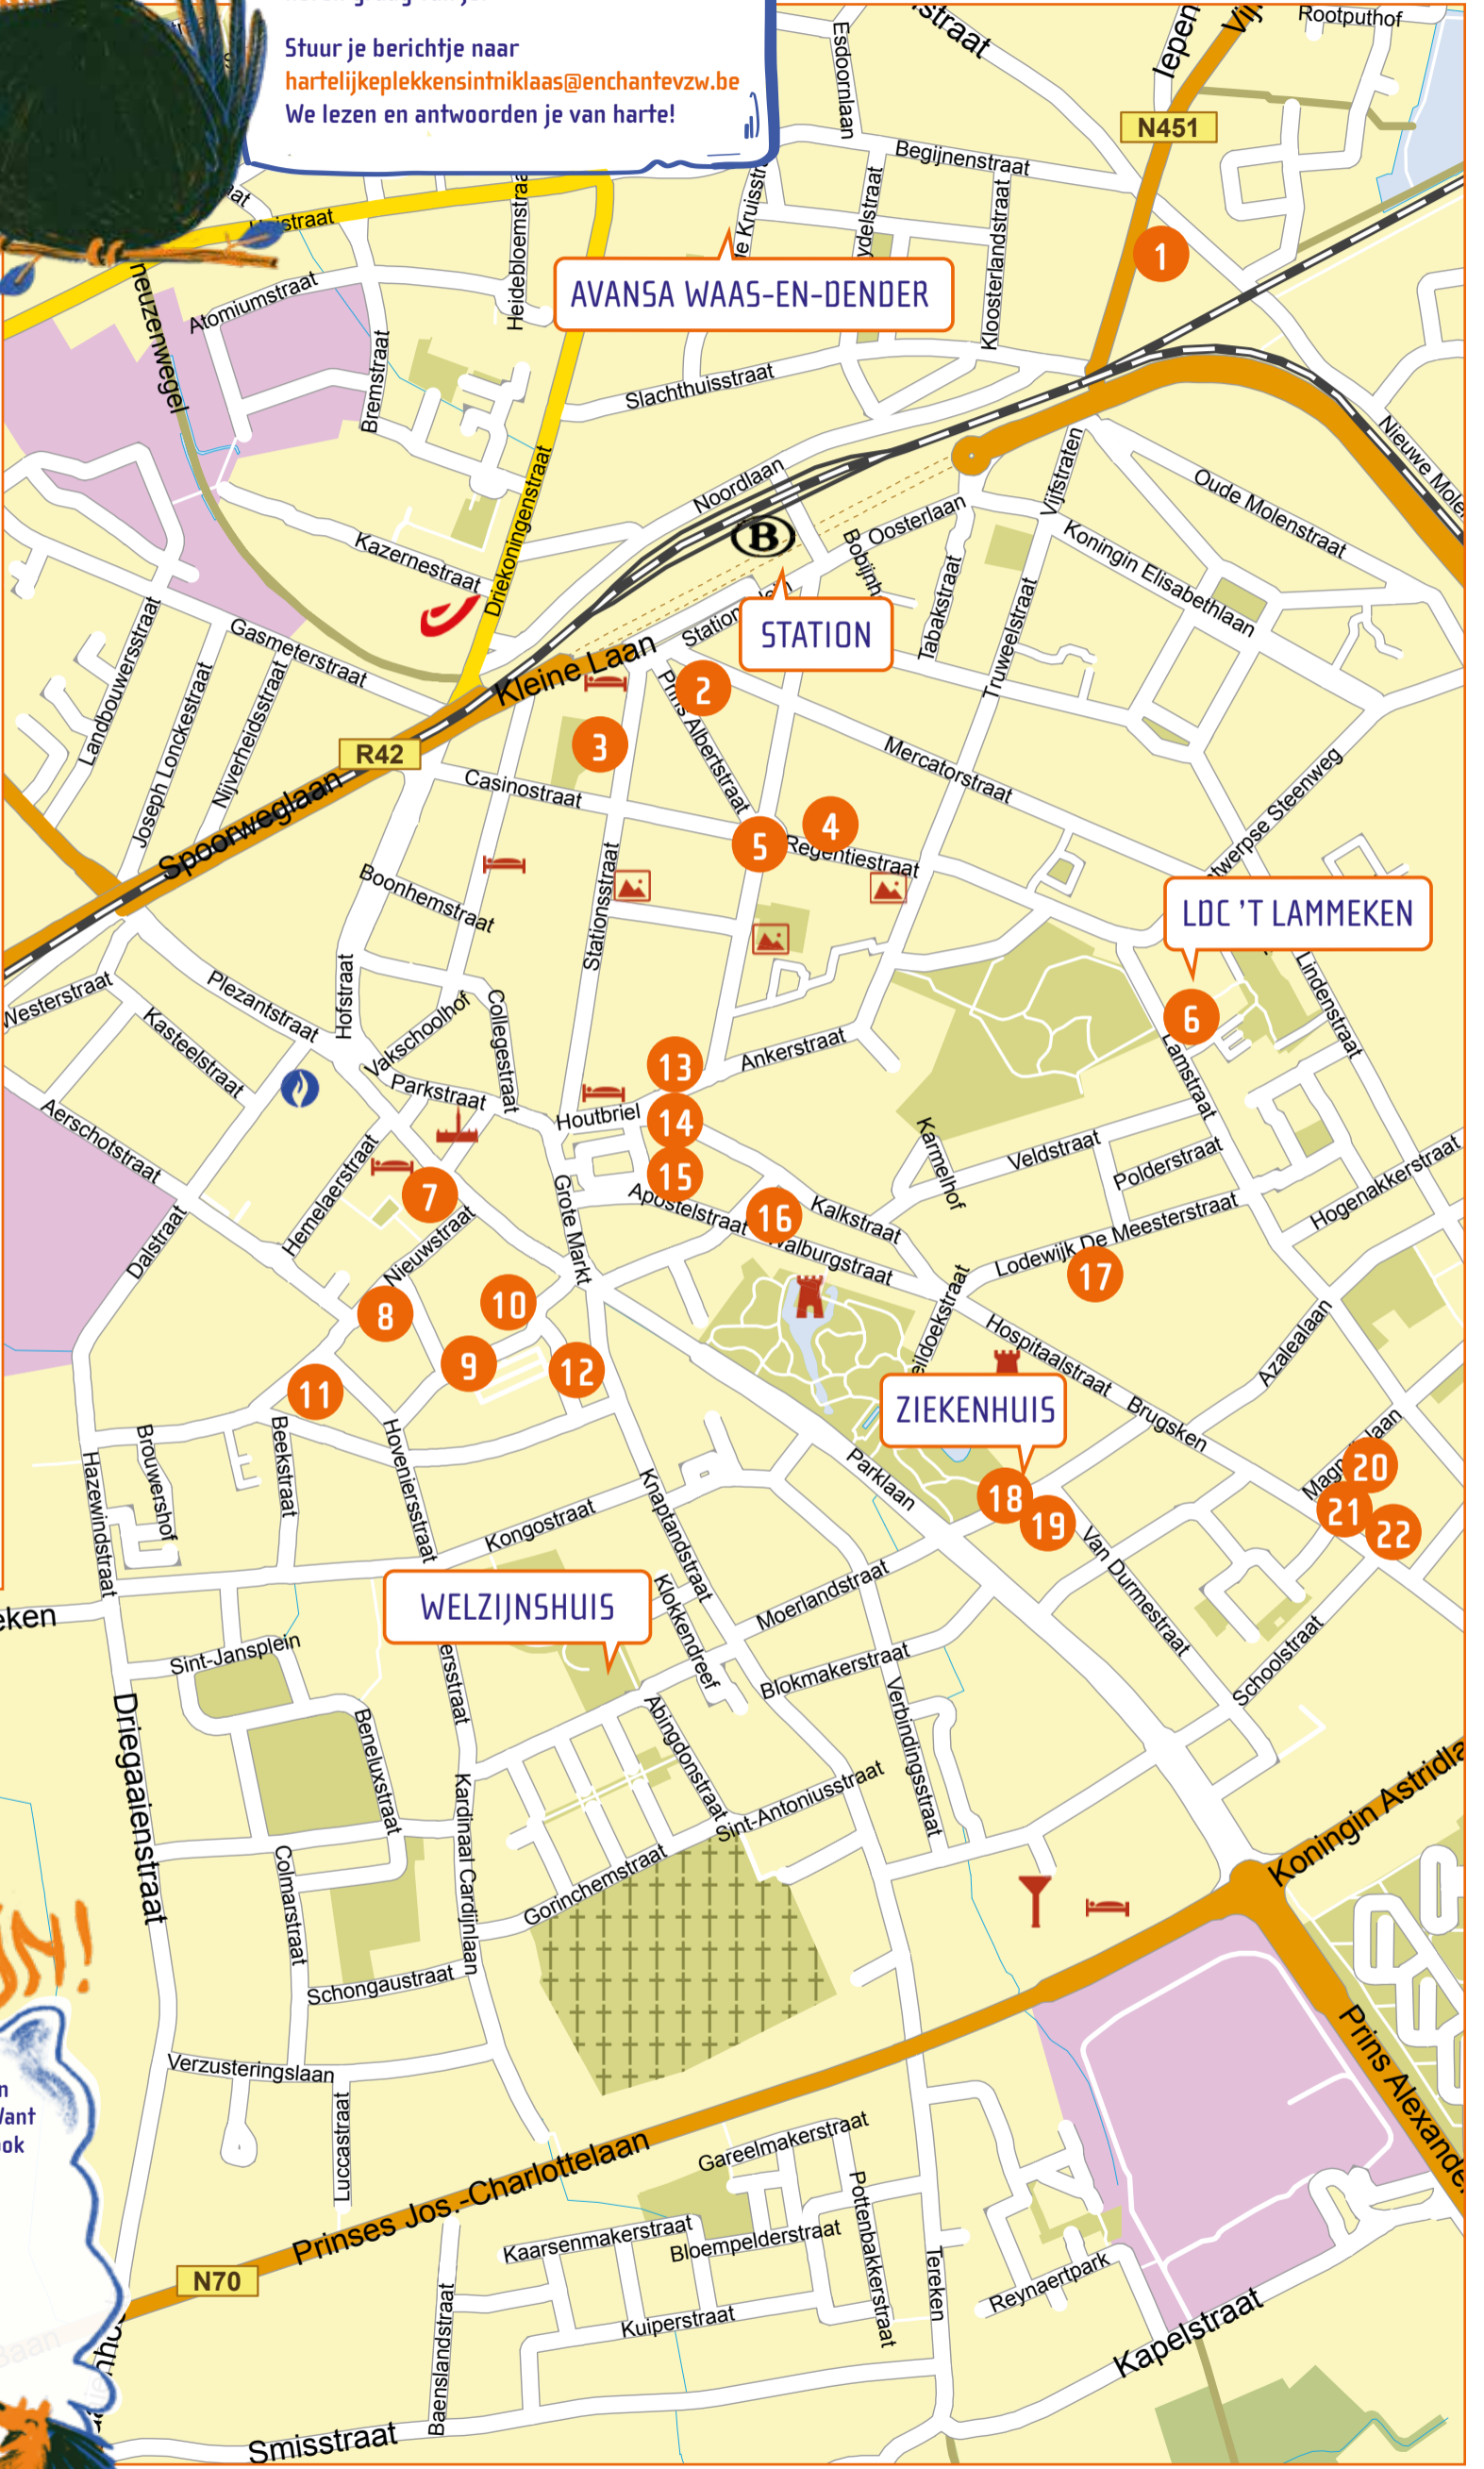 Stuur je berichtje naar
hartelijkeplekkensintniklaas@enchantevzw.be
We lezen en antwoorden je van harte!
Rootputhof
Esdoornlaan
N451
Begijnenstraat
Heidebloemstraat
Kloosterlandstraat
1
AVANSA WAAS-EN-DENDER
Atomiumstraat
Bremstraat
Slachthuisstraat
Driekoningenstraat
Noordlaan
B
Oosterlaan
Vijfstraten
Oude Molenstraat
Kazernestraat
Tabakstraat
Koningin Elisabethlaan
STATION
Gasmeterstraat
Landbouwersstraat
Joseph Lonckestraat
Nijverheidsstraat
Kleine Laan
2
Truweelstraat
3
Prins Albertstraat
R42
Mercatorstraat
Casinostraat
Spoorweglaan
4
5
Regentiestraat
Boonhemstraat
Stationsstraat
LDC 'T LAMMEKEN
Lindenstraat
Westerstraat
Plezantstraat
Hofstraat
Vakschoolhof
Collegestraat
6
Lamstraat
Kasteelstraat
Ankerstraat
13
Parkstraat
Houtbriel
14
Aerschotstraat
Karmelhof
Veldstraat
Polderstraat
Hogenakkerstraat
15
Hemelaerstraat
7
Grote Markt
Apostelstraat
16
Kalkstraat
Walburgstraat
Lodewijk De Meesterstraat
17
Dalstraat
Nieuwstraat
8
10
9
12
11
Hospitaalstraat
Azalealaan
ZIEKENHUIS
Brugsken
Parklaan
Brouwershof
Beekstraat
Hoveniersstraat
Hazewindstraat
Knaptandstraat
Kongostraat
18
19
20
21
22
Van Durmestraat
Moerlandstraat
WELZIJNSHUIS
Klokkendreef
Sint-Jansplein
Blokmakerstraat
Schoolstraat
Verbindingsstraat
Driegaaienstraat
Beneluxstraat
Abingdonstraat
Kardinaal Cardijnlaan
Sint-Antoniusstraat
Colmarstraat
Gorinchemstraat
Schongaustraat
Verzusteringslaan
Luccastraat
Prinses Jos.-Charlottelaan
Gareelmakerstraat
Kaarsenmakerstraat
Bloempelderstraat
Pottenbakkerstraat
N70
Tereken
Reynaertpark
Kuiperstraat
Baenslandstraat
Kapelstraat
Smisstraat